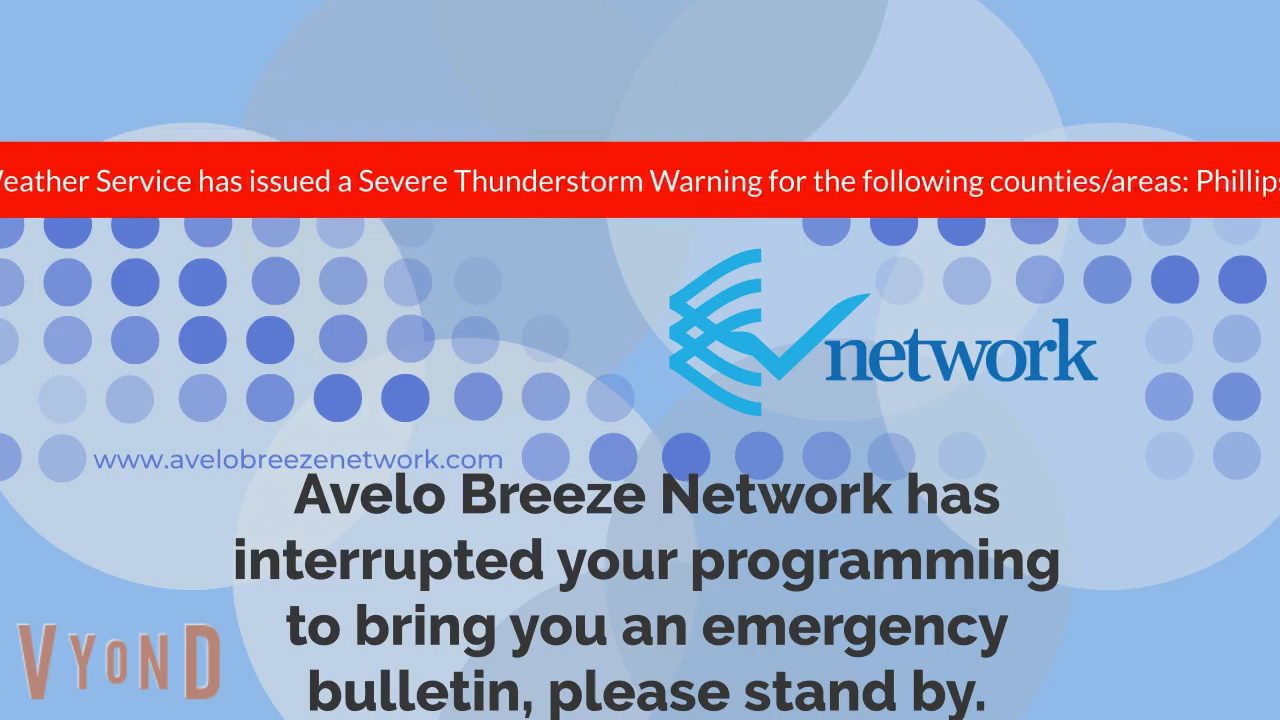 Weather Service has issued a Severe Thunderstorm Warning for the following counties/areas: Phillips
network
www.avelobreezenetwork.com
Avelo Breeze Network has
interrupted your programming
to bring you an emergency
bulletin, please stand by.
VYOND